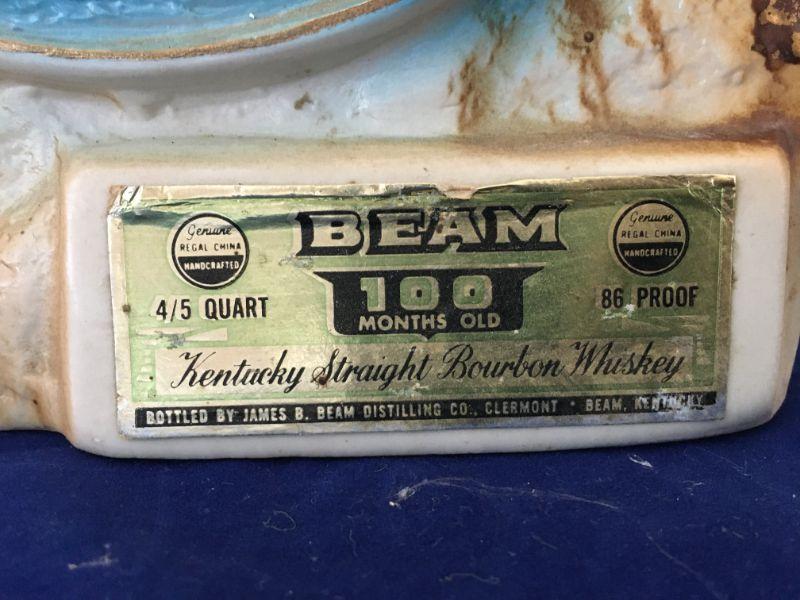 Genuine
REGAL CHINA
HANDCRAFTED
BEAM
Genuine
REGAL CHINA
HANDCRAFTED
4/5 QUART
100
MONTHS OLD
86 PROOF
Kentucky Straight Bourbon Whiskey
BOTTLED BY JAMES B. BEAM DISTILLING CO., CLERMONT • BEAM, KENTUCKY